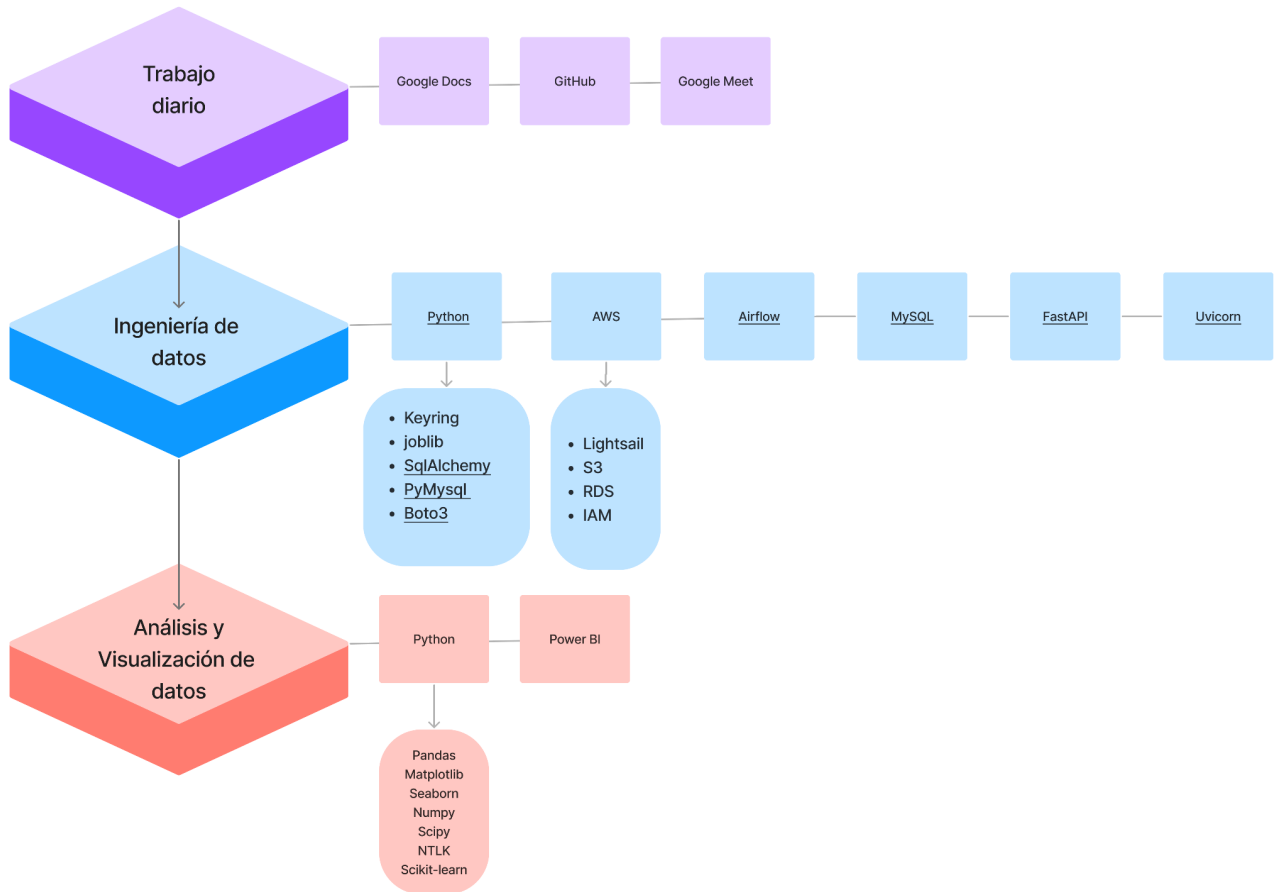 Trabajo
diario
Google Docs
GitHub
Google Meet
Ingeniería de
datos
Python
AWS
Airflow
MySQL
FastAPI
Uvicorn
Keyring
joblib
SqlAlchemy
PyMysql
Boto3
Lightsail
S3
RDS
IAM
Análisis y
Visualización de
datos
Python
Power BI
Pandas
Matplotlib
Seaborn
Numpy
Scipy
NTLK
Scikit-learn